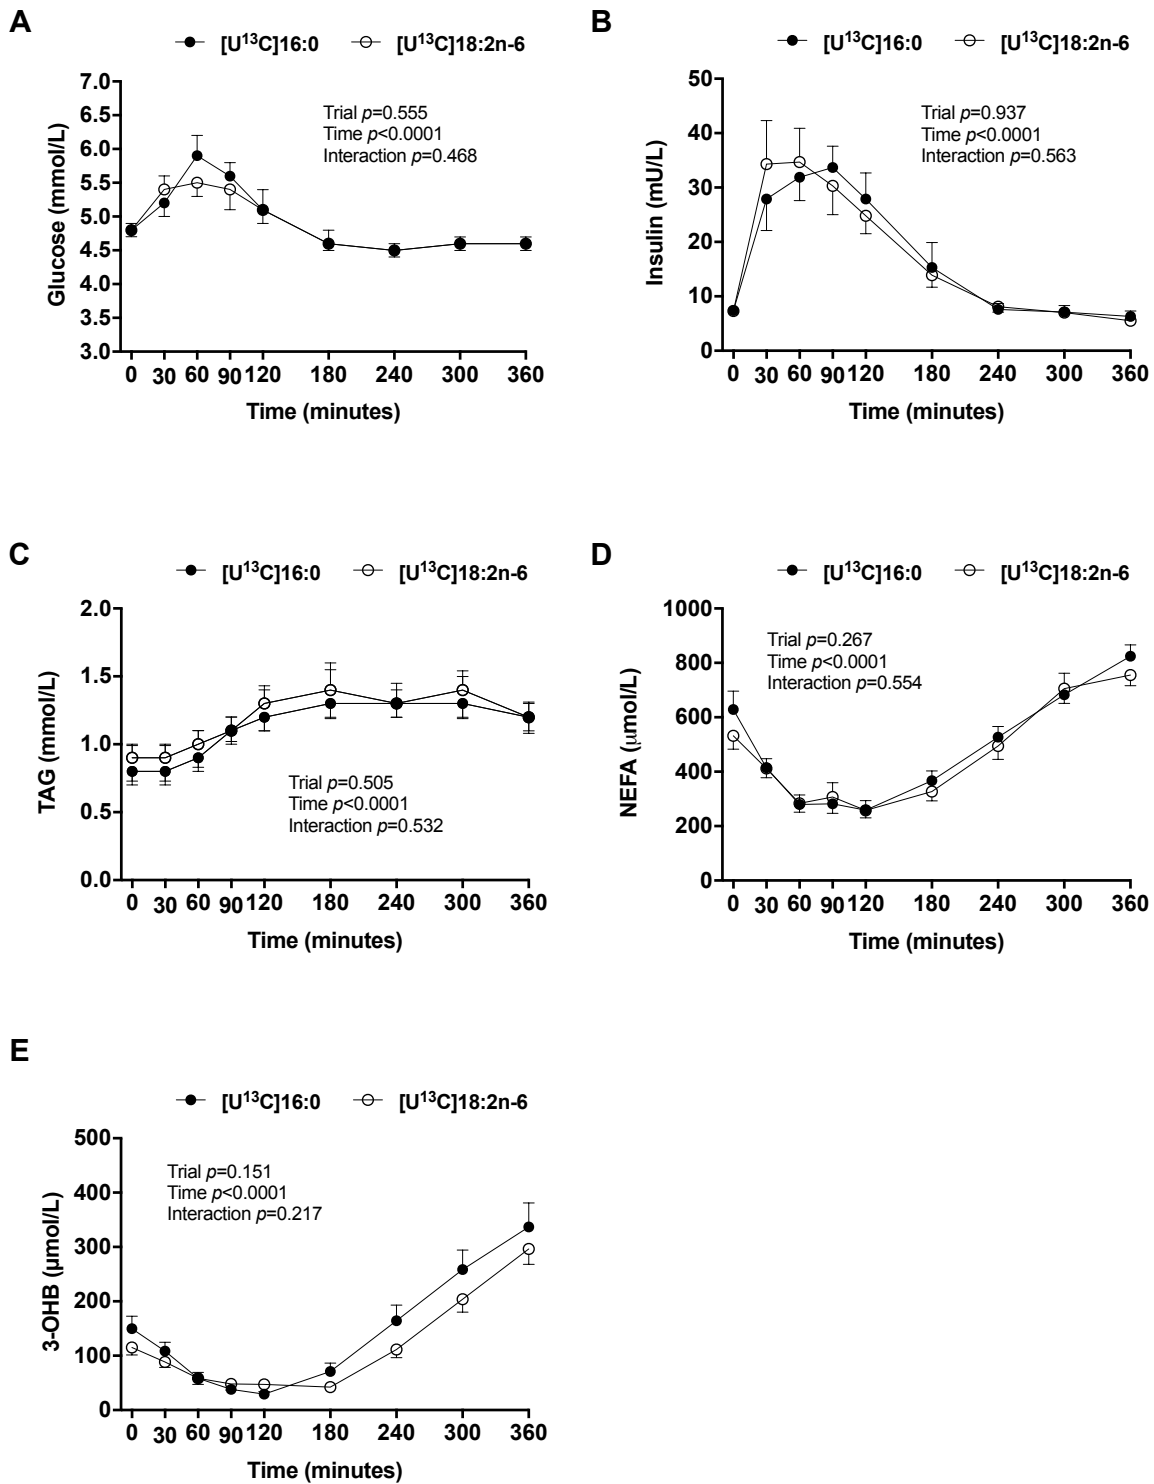 A
[U¹³C]16:0 [U¹³C]18:2n-6
7.0
6.5
6.0
5.5
5.0
4.5
4.0
3.5
3.0
Glucose (mmol/L)
Trial p=0.555
Time p<0.0001
Interaction p=0.468
0 30 60 90 120 180 240 300 360
Time (minutes)
B
[U¹³C]16:0 [U¹³C]18:2n-6
50
40
30
20
10
0
Insulin (mU/L)
Trial p=0.937
Time p<0.0001
Interaction p=0.563
0 30 60 90 120 180 240 300 360
Time (minutes)
C
[U¹³C]16:0 [U¹³C]18:2n-6
2.0
1.5
1.0
0.5
0.0
TAG (mmol/L)
Trial p=0.505
Time p<0.0001
Interaction p=0.532
0 30 60 90 120 180 240 300 360
Time (minutes)
D
[U¹³C]16:0 [U¹³C]18:2n-6
1000
800
600
400
200
0
NEFA (μmol/L)
Trial p=0.267
Time p<0.0001
Interaction p=0.554
0 30 60 90 120 180 240 300 360
Time (minutes)
E
[U¹³C]16:0 [U¹³C]18:2n-6
500
400
300
200
100
0
3-OHB (μmol/L)
Trial p=0.151
Time p<0.0001
Interaction p=0.217
0 30 60 90 120 180 240 300 360
Time (minutes)